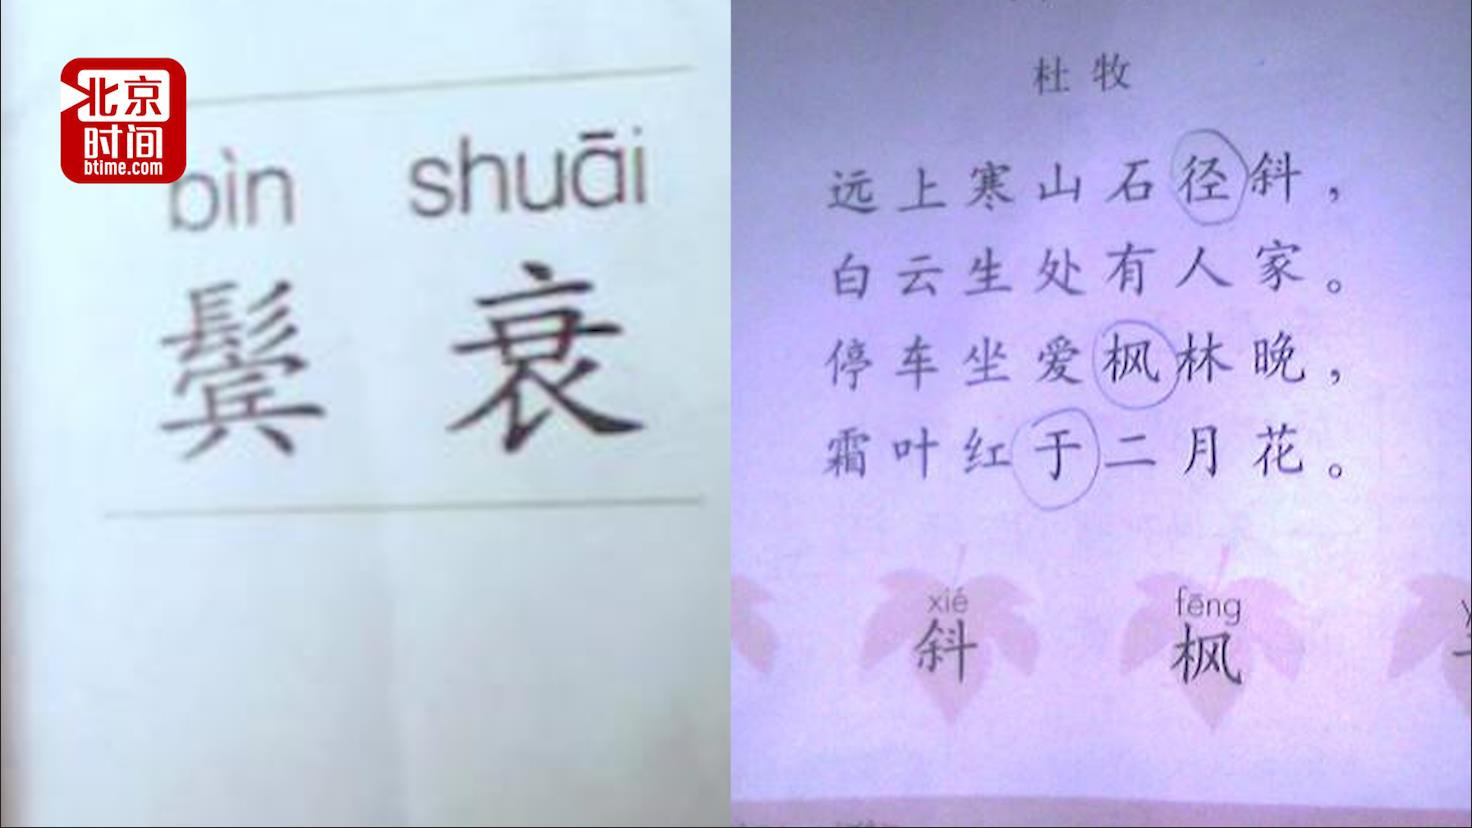 北京
时间
btime.com
bìn shuāi
鬓 衰
杜牧
远上寒山石径斜，
白云生处有人家。
停车坐爱枫林晚，
霜叶红于二月花。
xié fēng
斜 枫